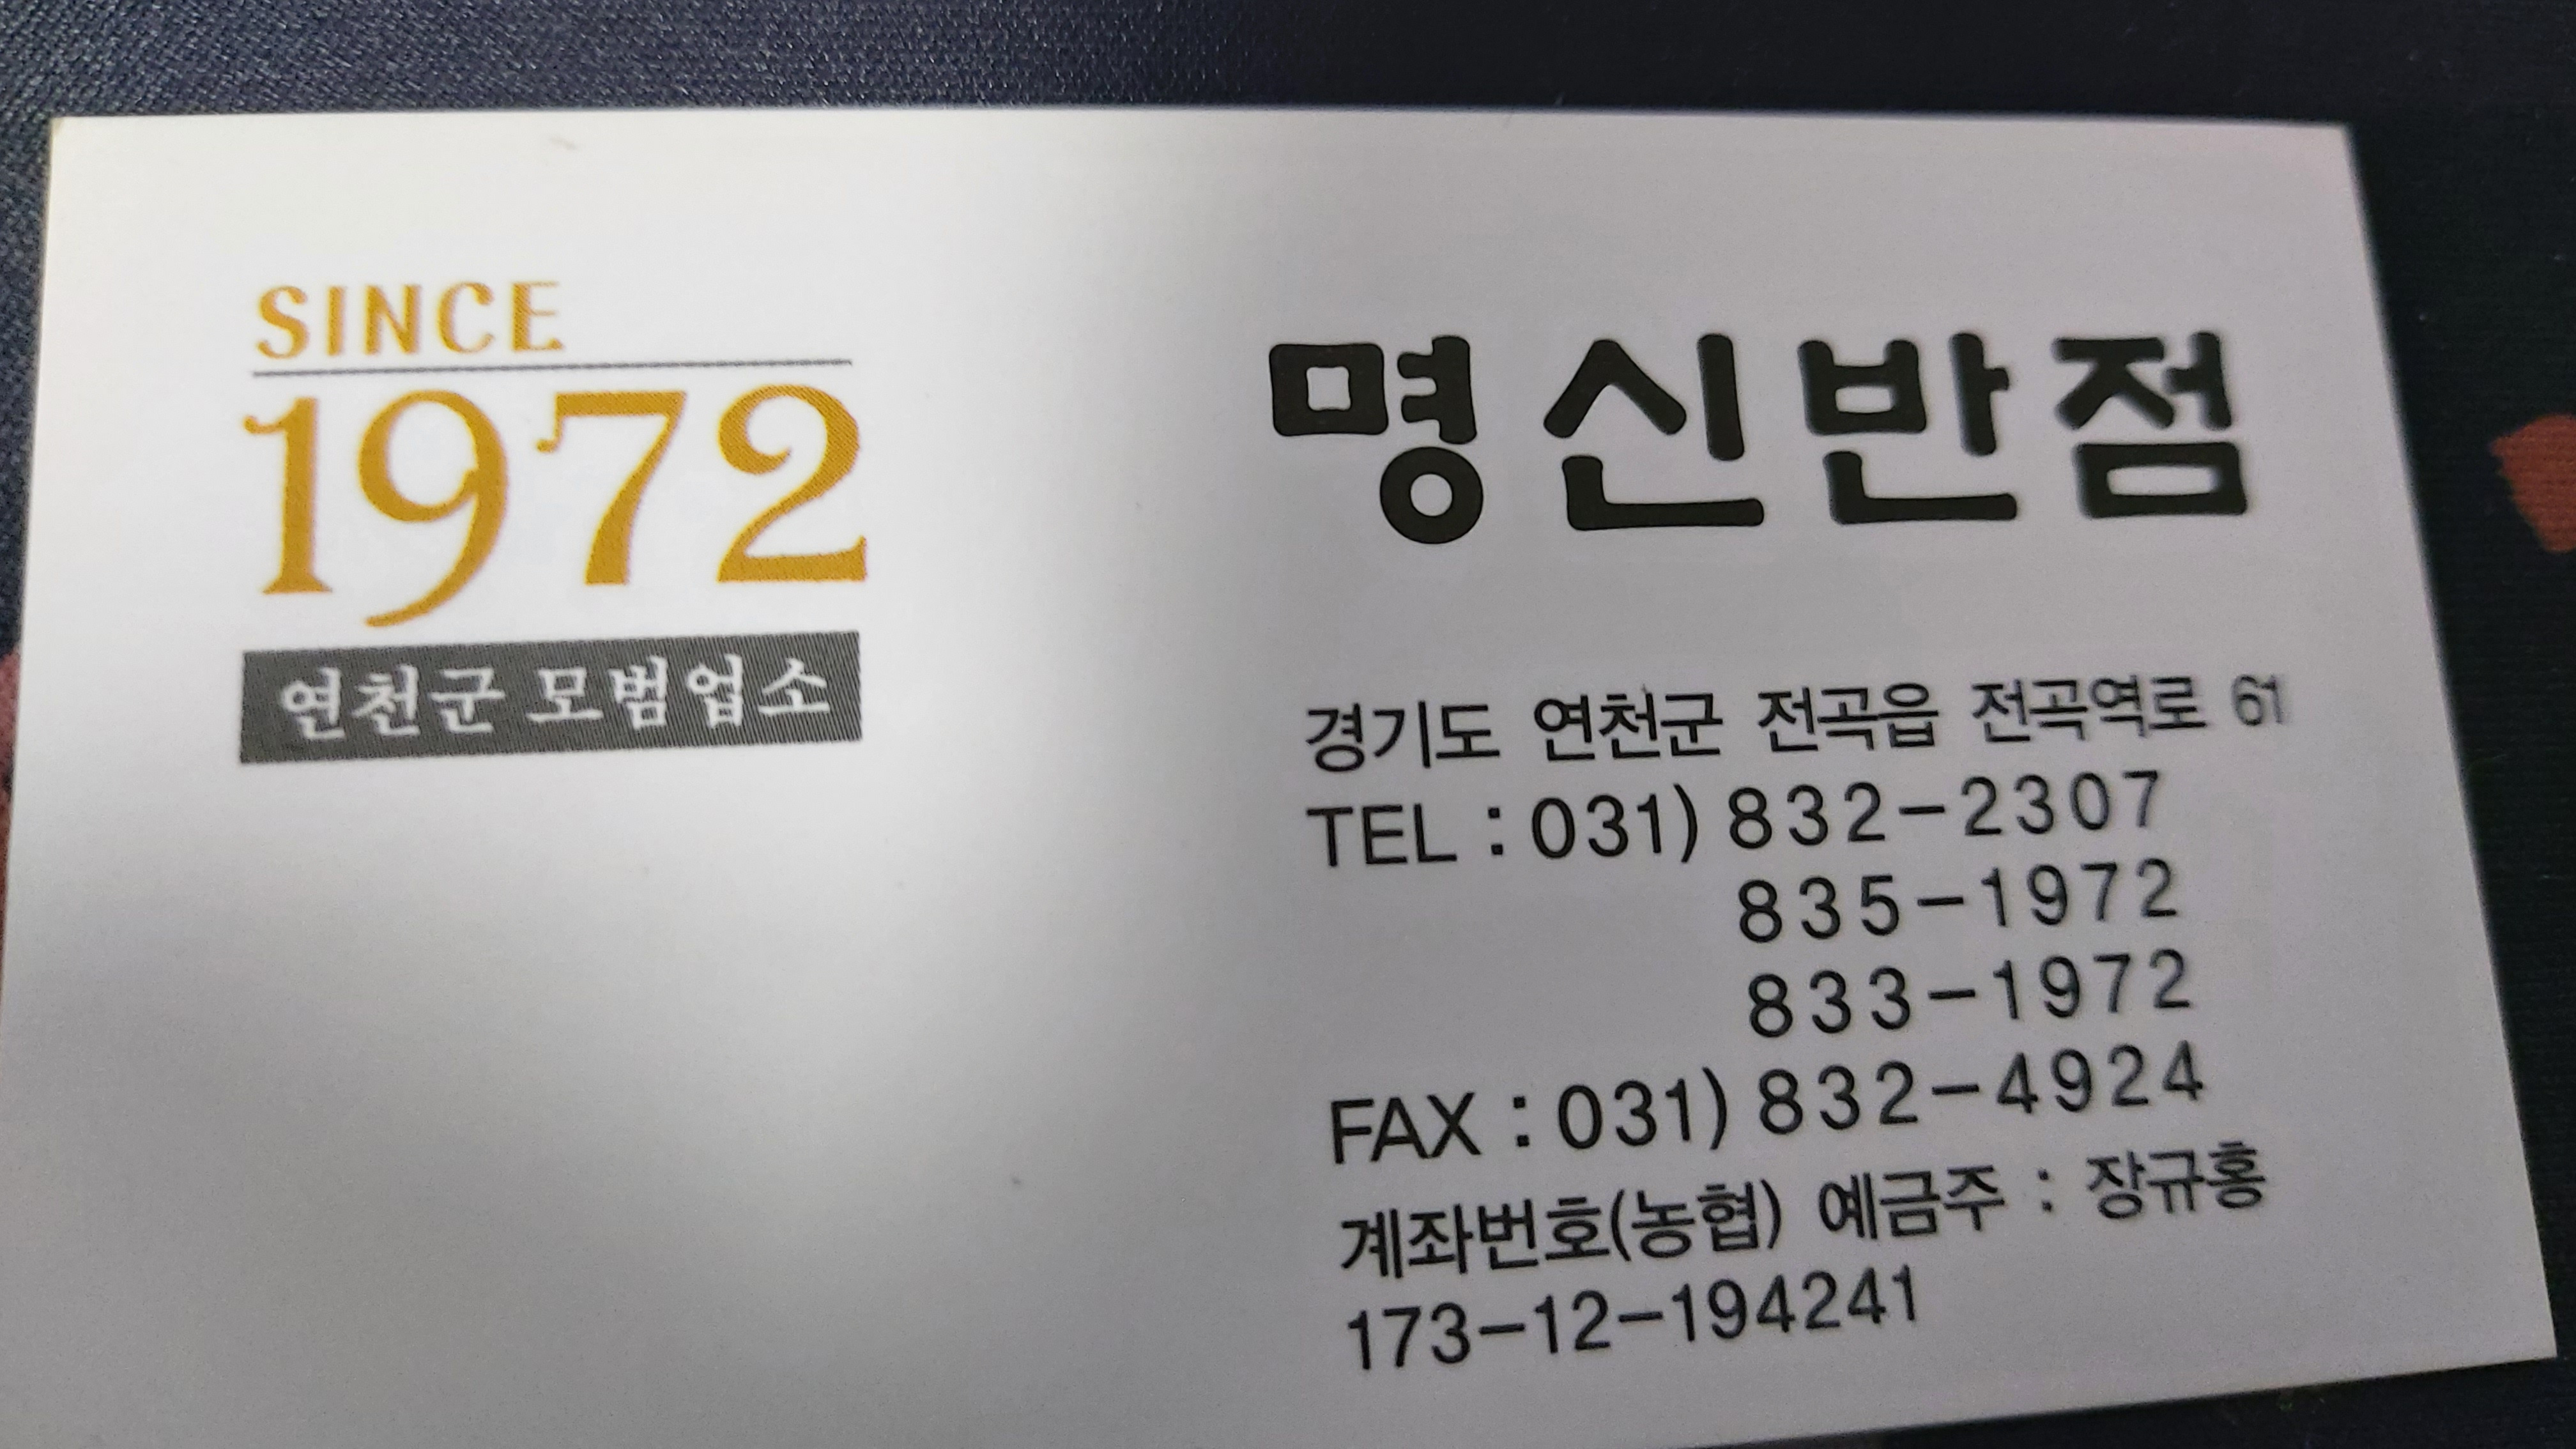 SINCE
1972
연천군 모범업소
명신반점
경기도 연천군 전곡읍 전곡역로 61
TEL : 031) 832-2307
835-1972
833-1972
FAX : 031) 832-4924
계좌번호(농협) 예금주 : 장규홍
173-12-194241